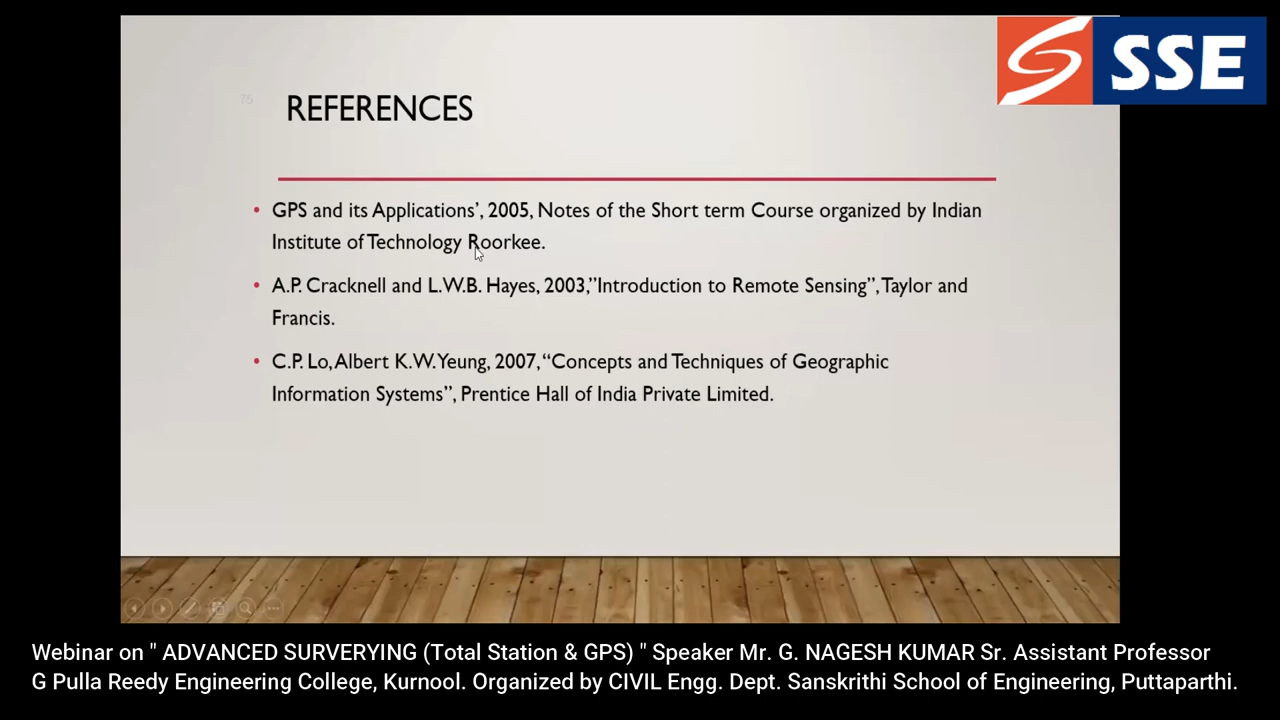 SSE
75
REFERENCES
• GPS and its Applications’, 2005, Notes of the Short term Course organized by Indian
Institute of Technology Roorkee.
• A.P. Cracknell and L.W.B. Hayes, 2003,”Introduction to Remote Sensing”, Taylor and
Francis.
• C.P. Lo, Albert K.W. Yeung, 2007, “Concepts and Techniques of Geographic
Information Systems”, Prentice Hall of India Private Limited.
Webinar on " ADVANCED SURVERYING (Total Station & GPS) " Speaker Mr. G. NAGESH KUMAR Sr. Assistant Professor
G Pulla Reedy Engineering College, Kurnool. Organized by CIVIL Engg. Dept. Sanskrithi School of Engineering, Puttaparthi.